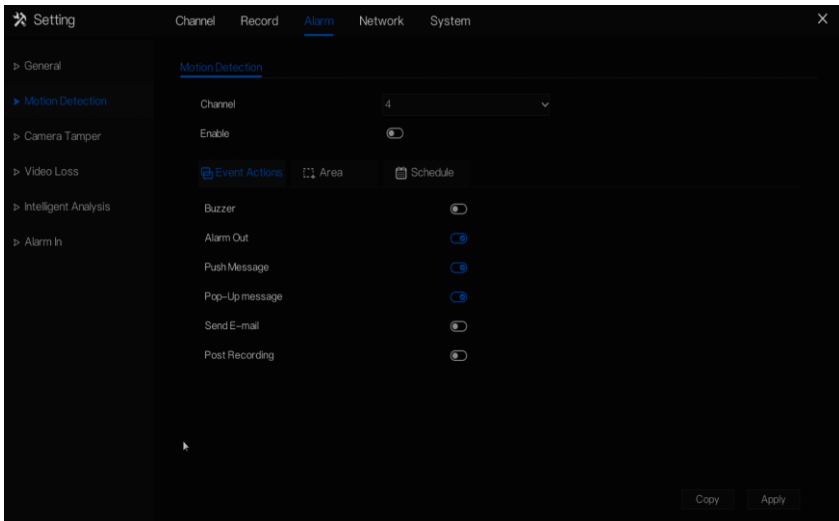 Setting Channel Record Alarm Network System
General
Motion Detection
Camera Tamper
Video Loss
Intelligent Analysis
Alarm In
Motion Detection
Channel 4
Enable
Event Actions Area Schedule
Buzzer
Alarm Out
Push Message
Pop-Up message
Send E-mail
Post Recording
Copy Apply